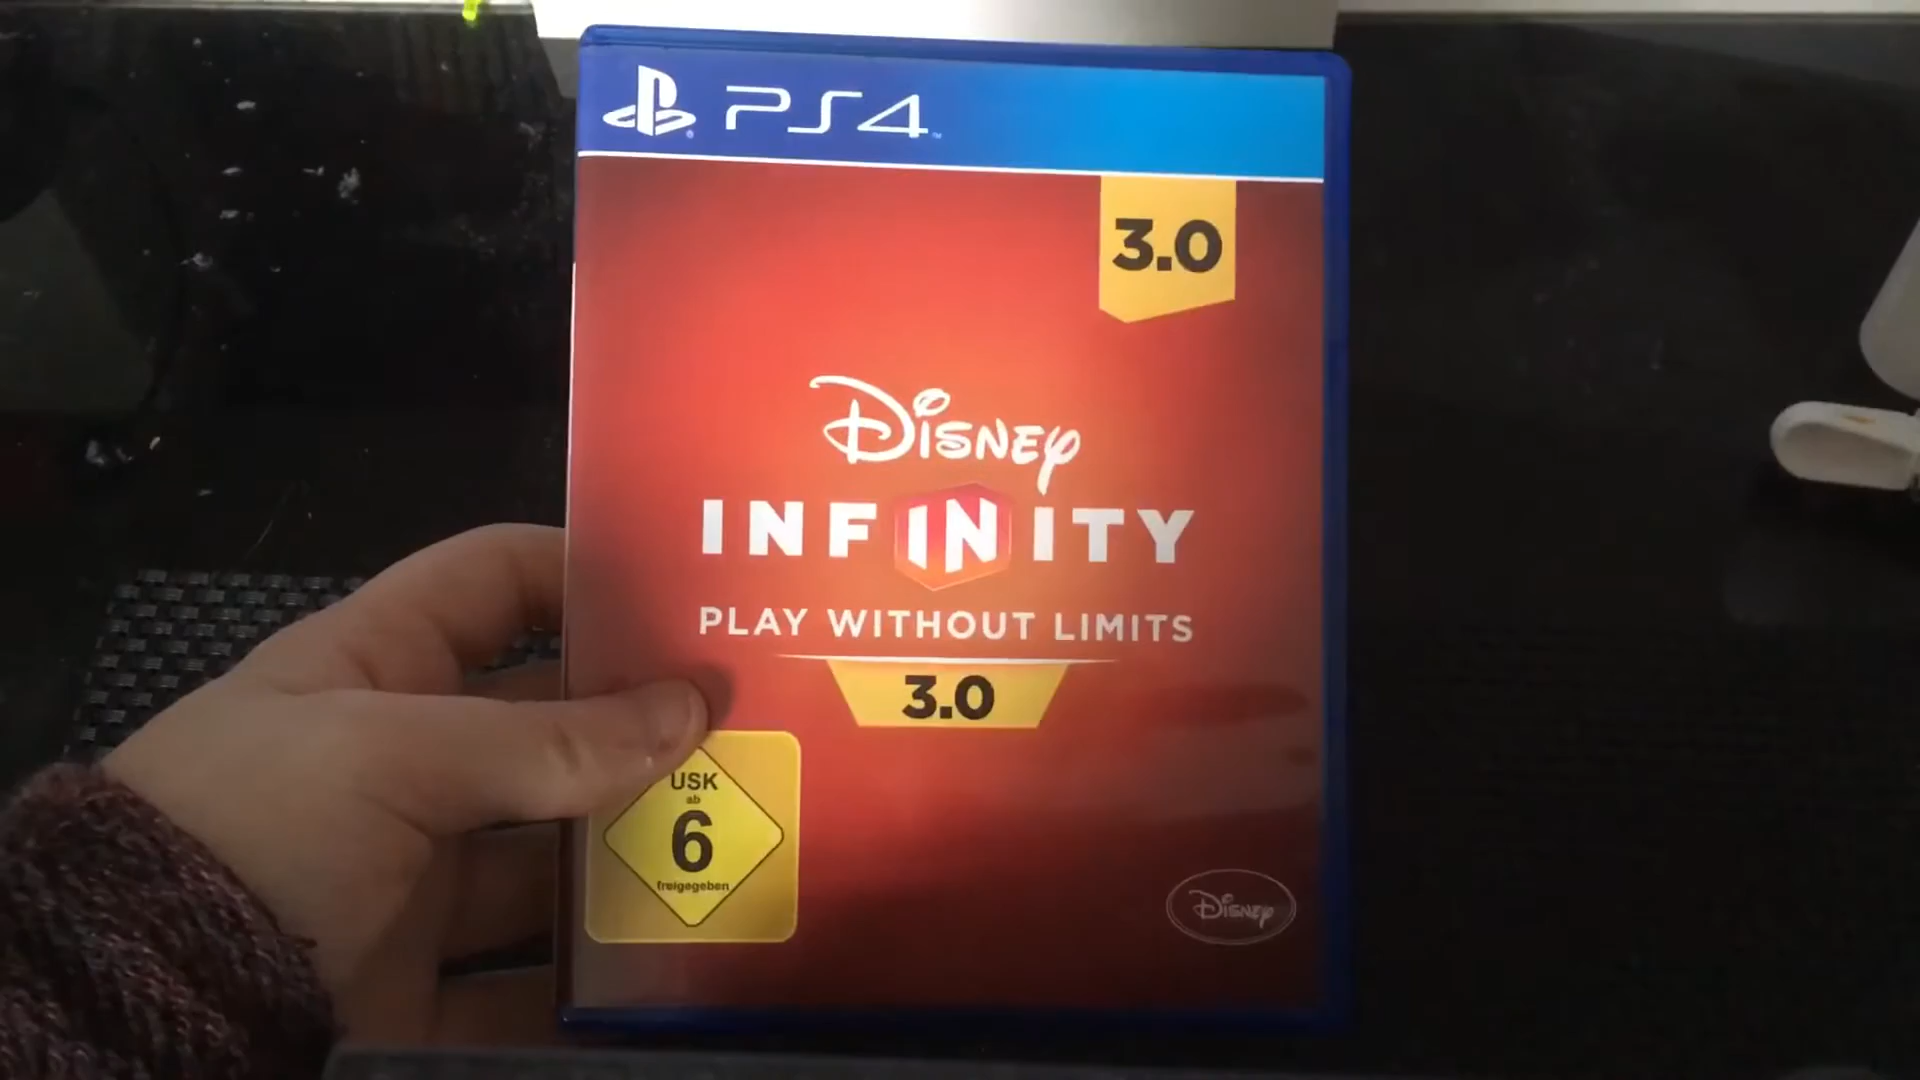 PS4
3.0
Disney
INFINITY
PLAY WITHOUT LIMITS
3.0
USK
ab
6
freigegeben
Disney